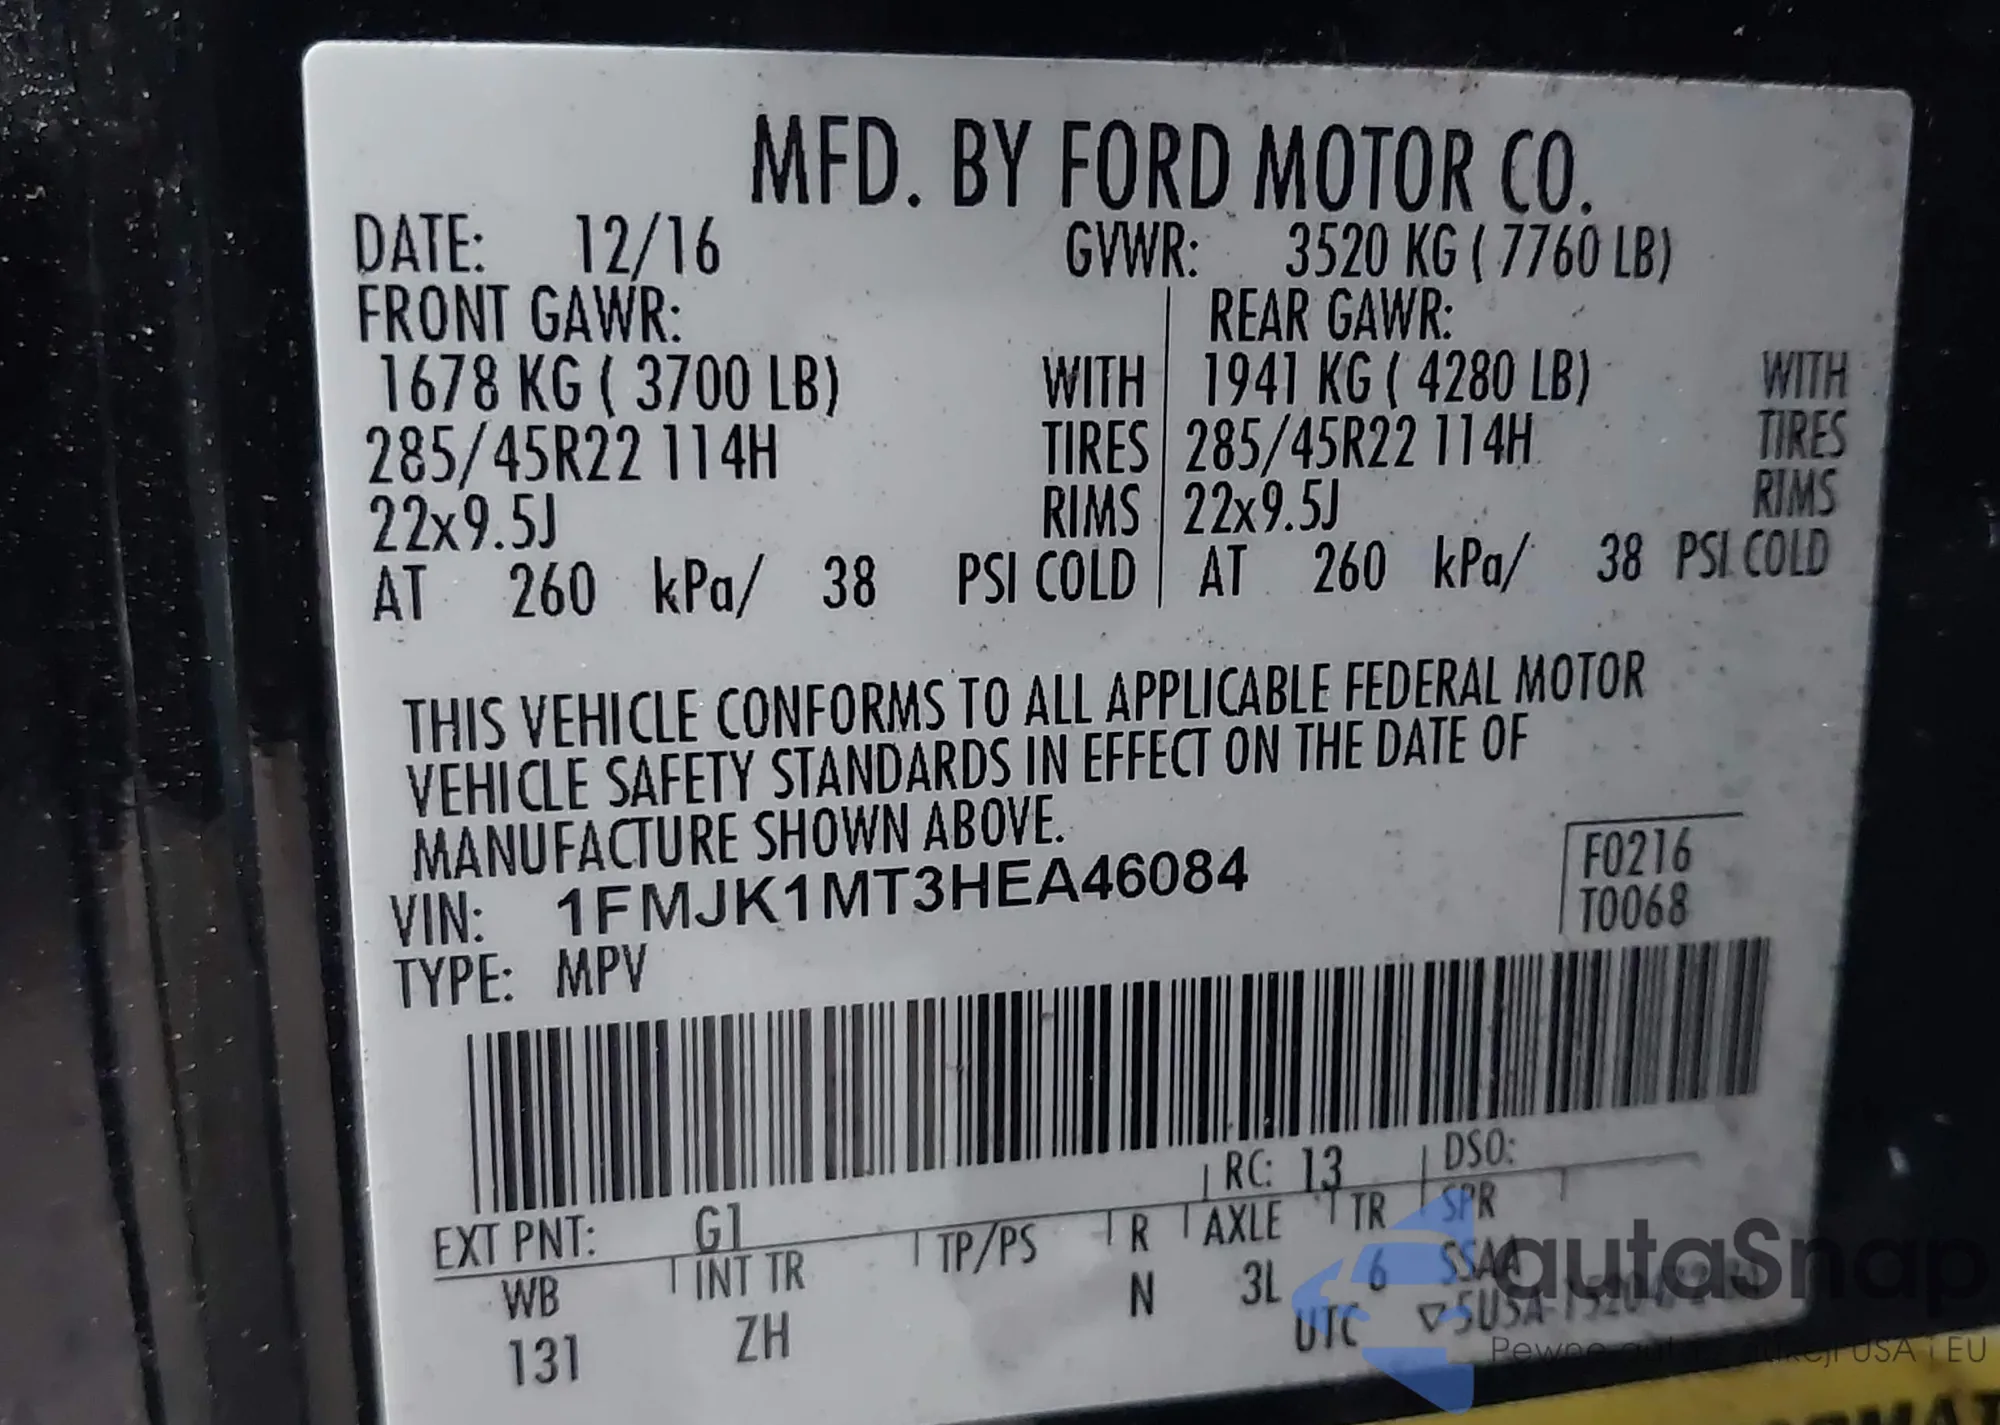 MFD. BY FORD MOTOR CO.
DATE: 12/16 GVWR: 3520 KG ( 7760 LB)
FRONT GAWR: REAR GAWR:
1678 KG ( 3700 LB) WITH 1941 KG ( 4280 LB) WITH
285/45R22 114H TIRES 285/45R22 114H TIRES
22x9.5J RIMS 22x9.5J RIMS
AT 260 kPa/ 38 PSI COLD AT 260 kPa/ 38 PSI COLD
THIS VEHICLE CONFORMS TO ALL APPLICABLE FEDERAL MOTOR
VEHICLE SAFETY STANDARDS IN EFFECT ON THE DATE OF
MANUFACTURE SHOWN ABOVE.
VIN: 1FMJK1MT3HEA46084
F0216
T0068
TYPE: MPV
RC: 13 DSO:
EXT PNT: G1
WB INT TR TP/PS R AXLE TR SPR
131 ZH N 3L 6 SSAA
UTC
autaSnap
Pewne USA i EU